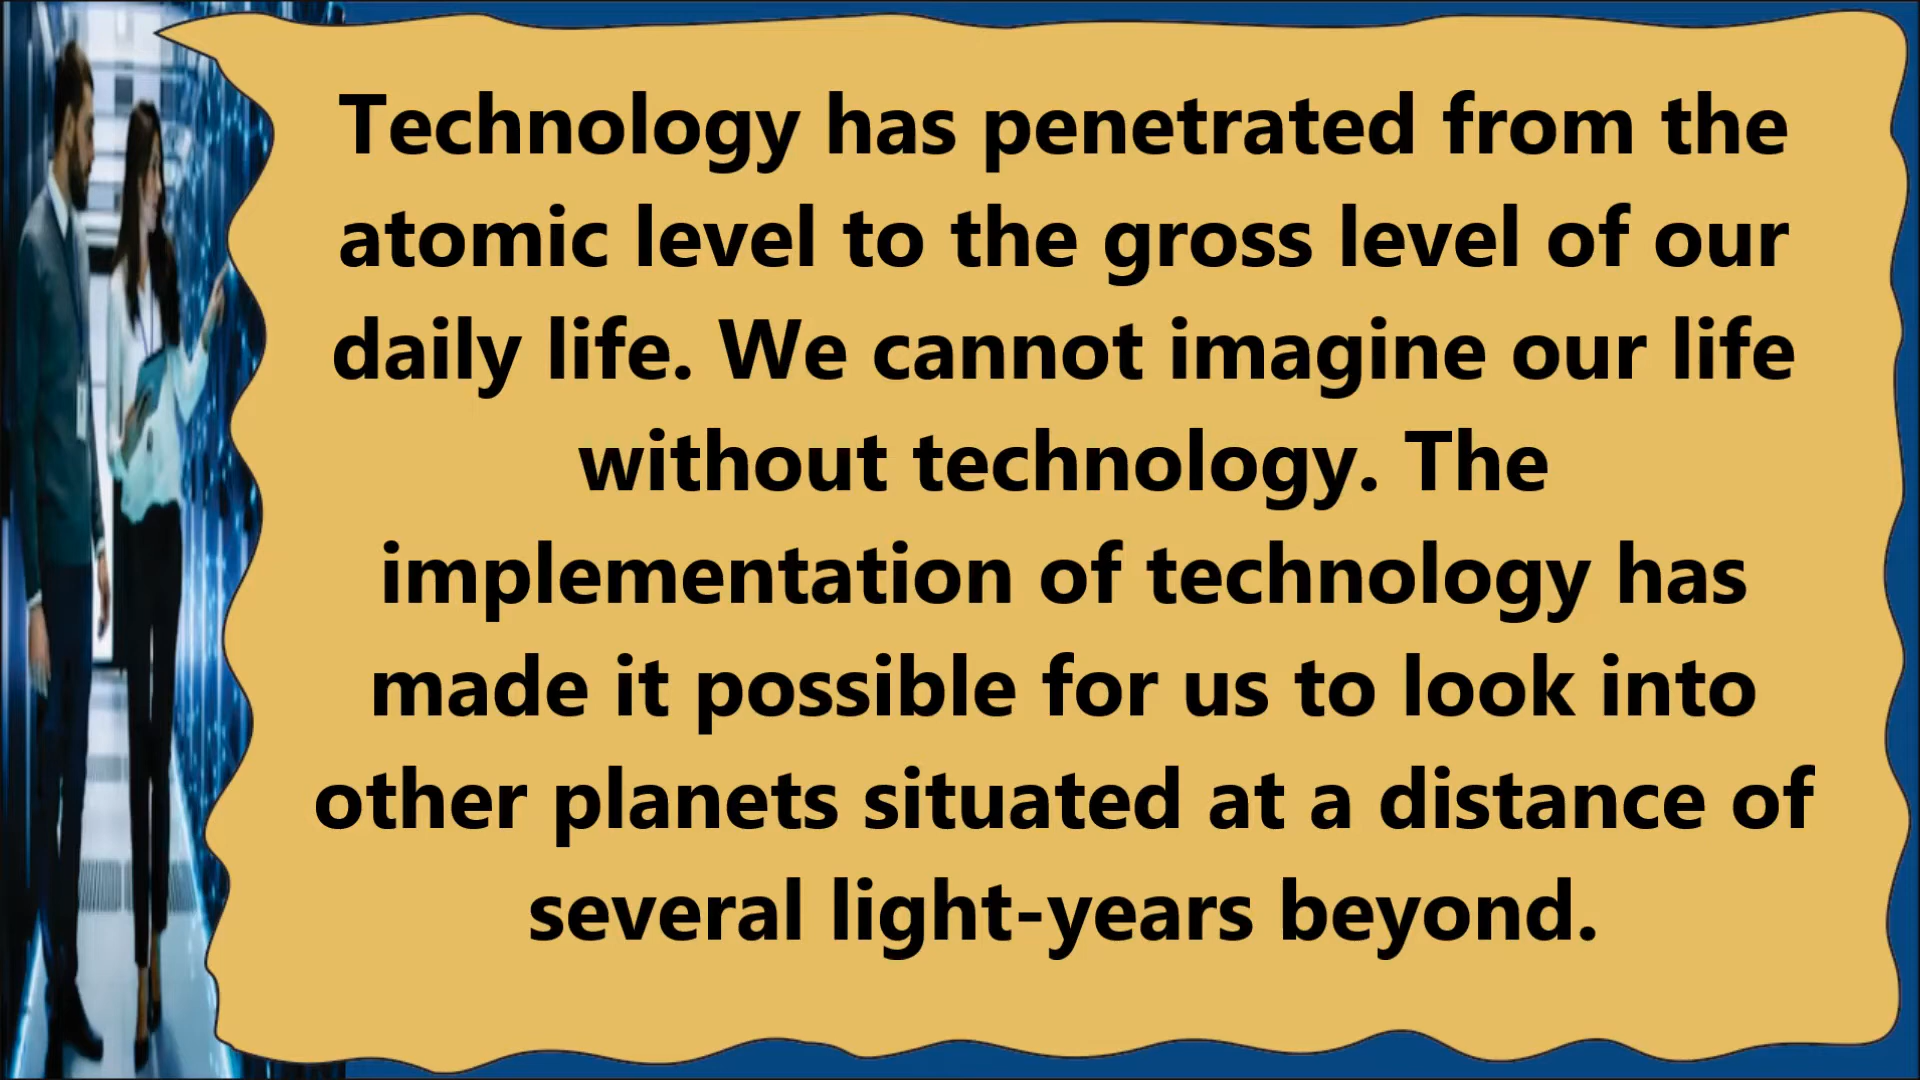 Technology has penetrated from the
atomic level to the gross level of our
daily life. We cannot imagine our life
without technology. The
implementation of technology has
made it possible for us to look into
other planets situated at a distance of
several light-years beyond.